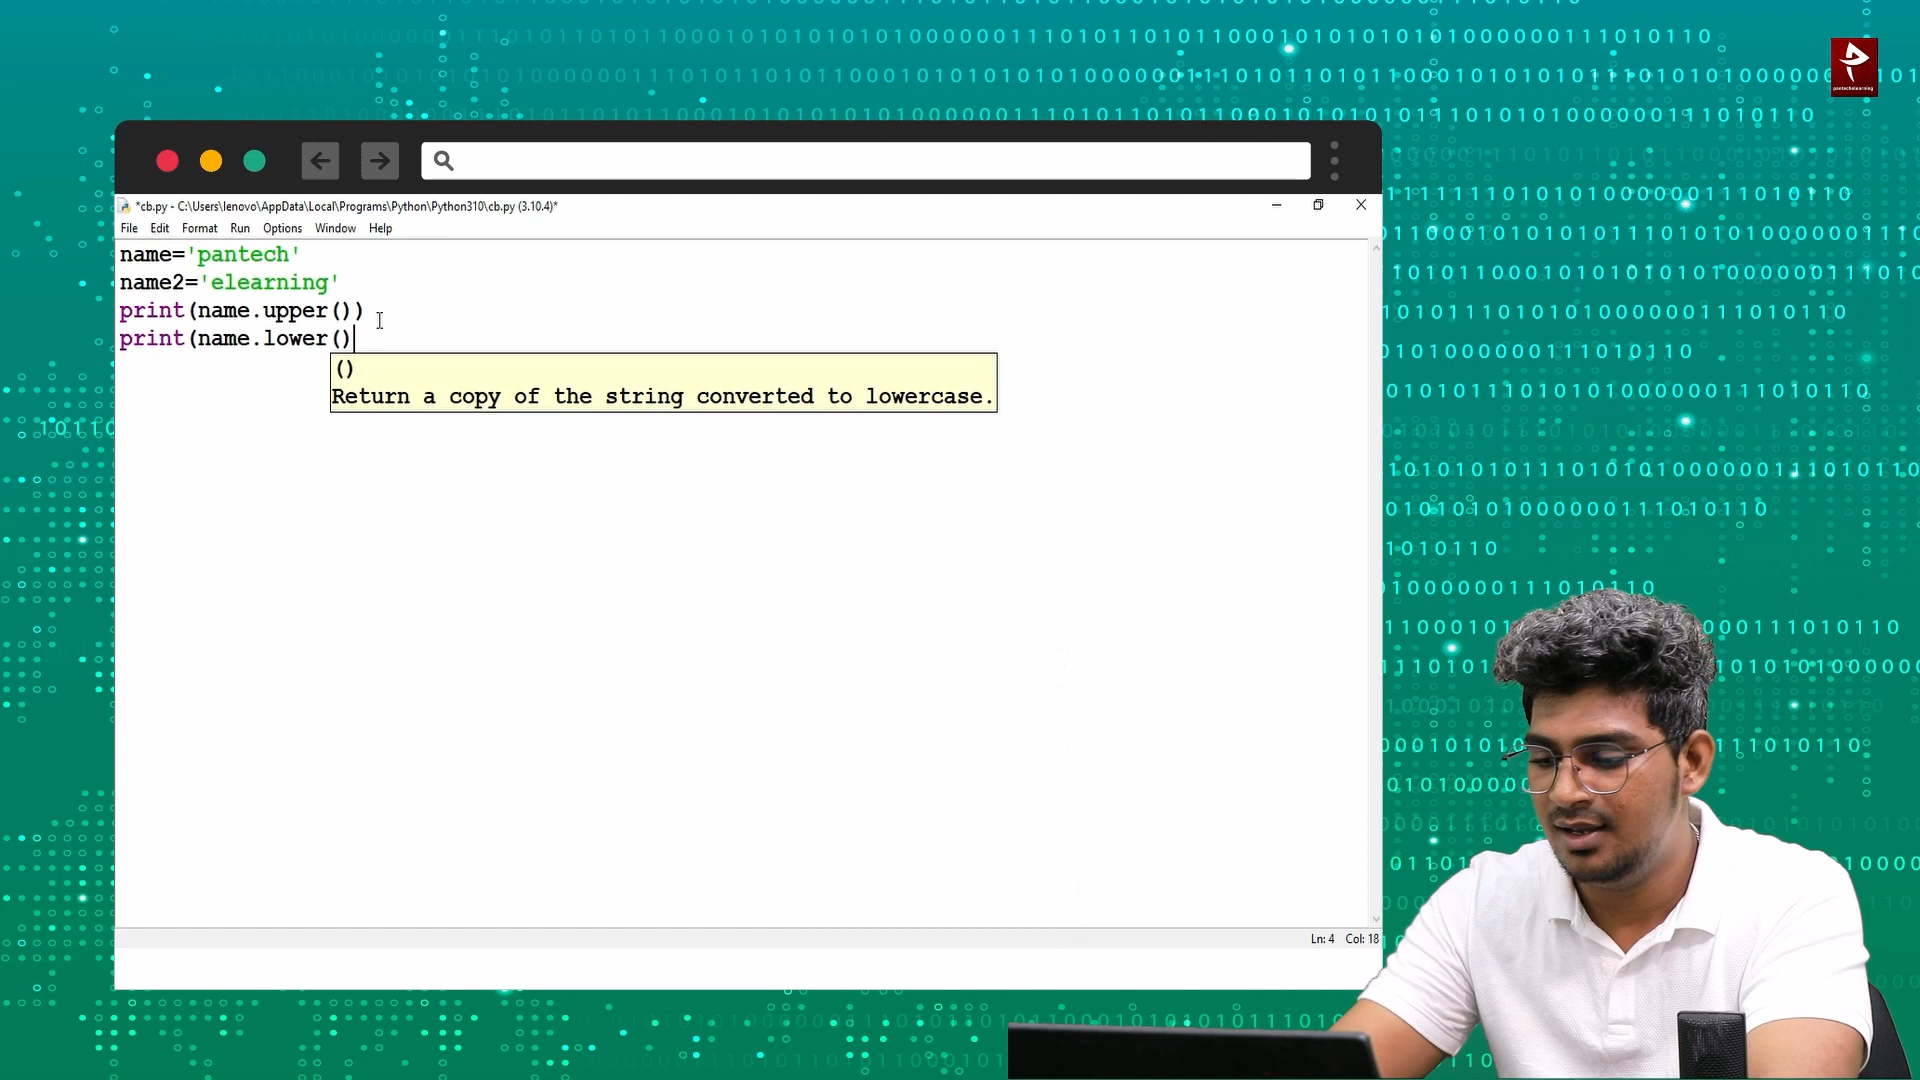 pantechelearning
*cb.py - C:\Users\lenovo\AppData\Local\Programs\Python\Python310\cb.py (3.10.4)*
File Edit Format Run Options Window Help
name='pantech'
name2='elearning'
print(name.upper())
print(name.lower()
()
Return a copy of the string converted to lowercase.
Ln: 4 Col: 18